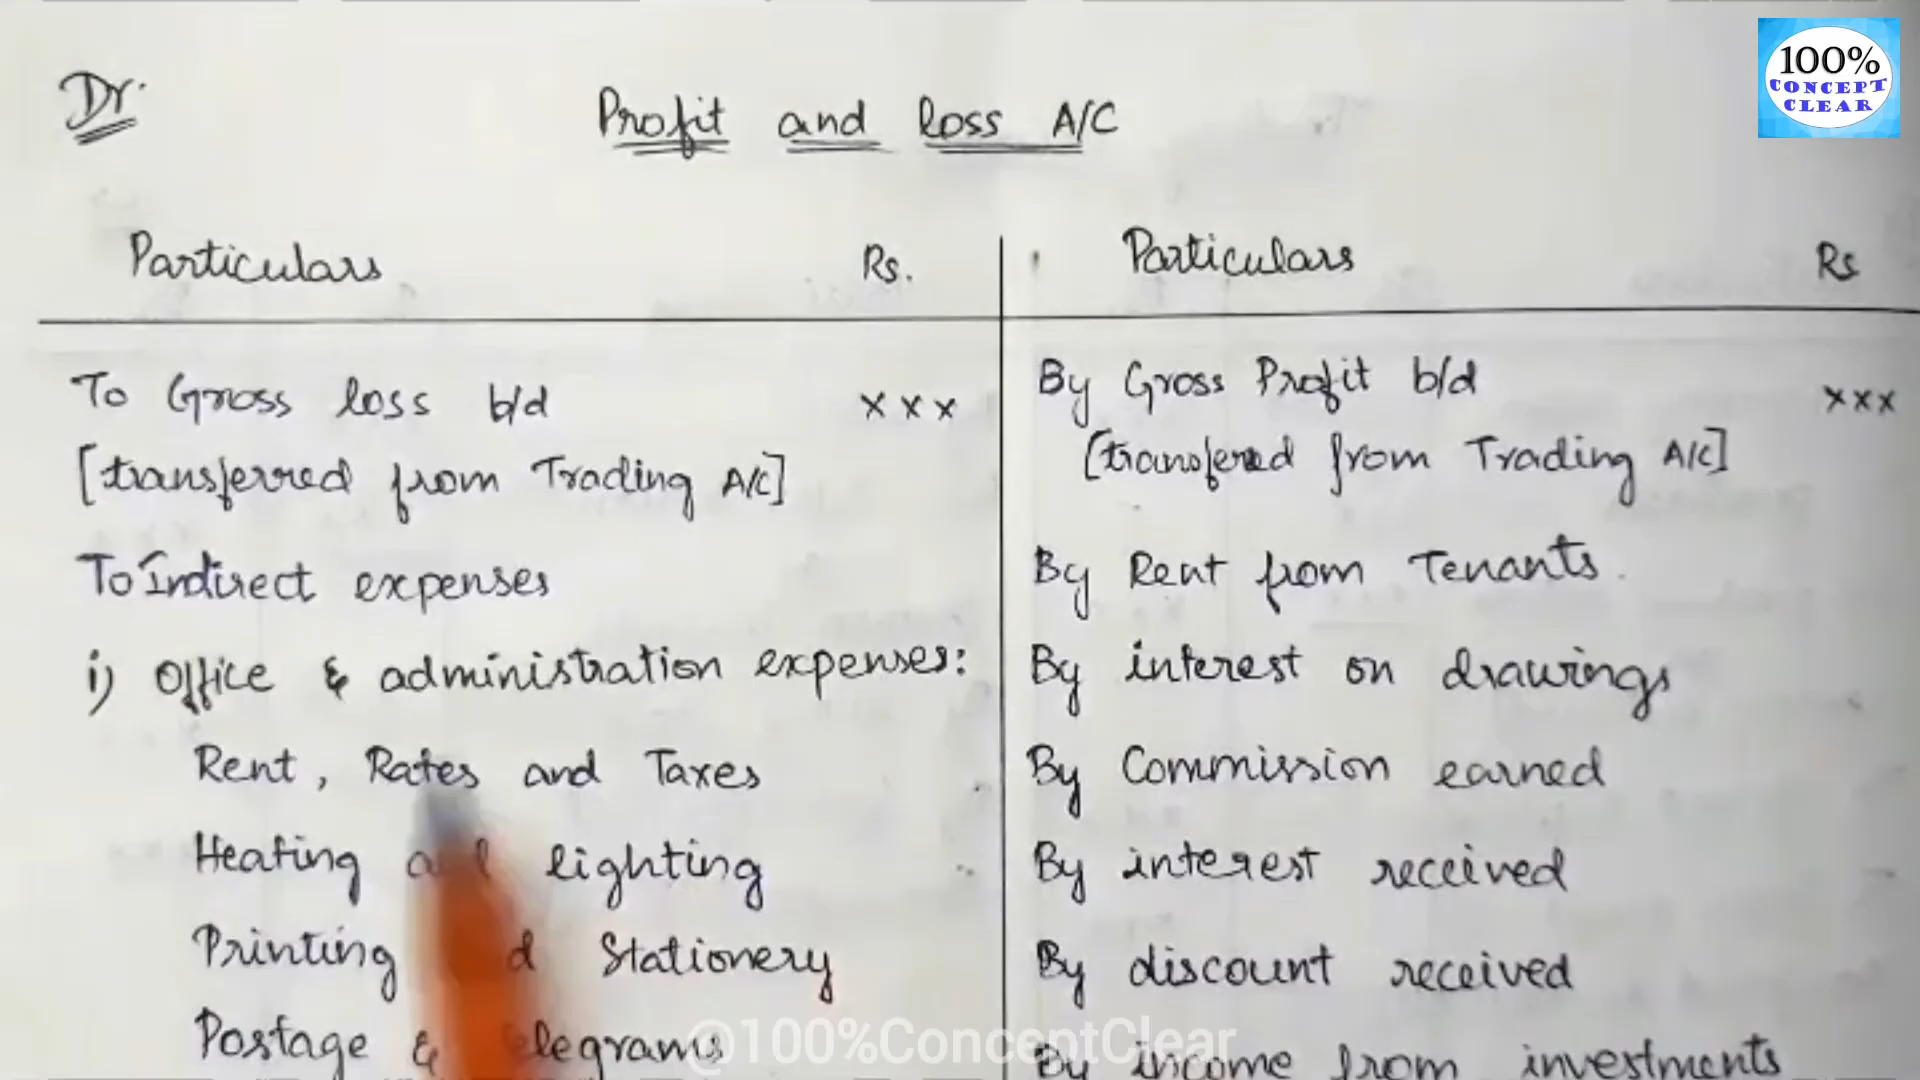 Dr.
Profit and loss A/C
100%
CONCEPT
CLEAR
Particulars Rs.
To Gross loss b/d xxx
[transferred from Trading A/C]
To Indirect expenses
i) Office & administration expenses:
Rent, Rates and Taxes
Heating and lighting
Printing Stationery
Postage &
Particulars Rs
By Gross Profit b/d xxx
[transfered from Trading A/C]
By Rent from Tenants
By interest on drawings
By Commission earned
By interest received
By discount received
By income from investments
@100%ConceptClear